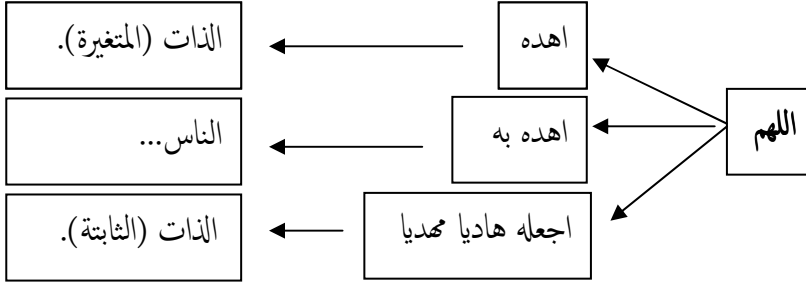 اللهم
اهده
الذات (المتغيرة).
اهده به
الناس...
اجعله هاديا مهديا
الذات (الثابتة).